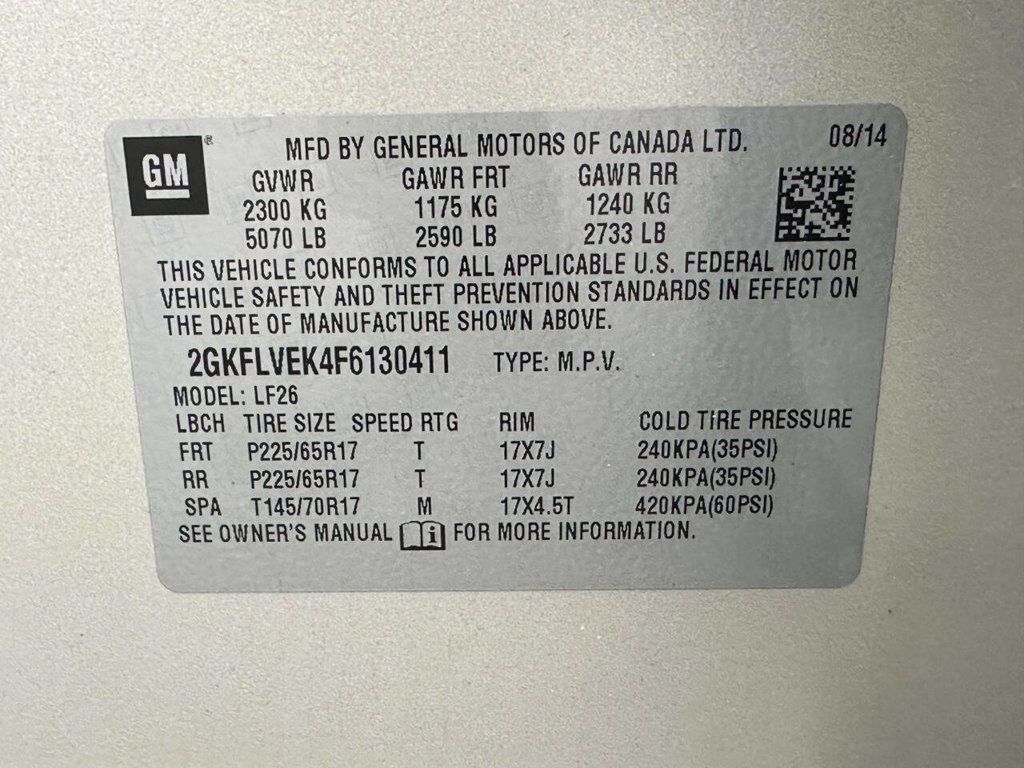 GM® MFD BY GENERAL MOTORS OF CANADA LTD. 08/14
GVWR GAWR FRT GAWR RR
2300 KG 1175 KG 1240 KG
5070 LB 2590 LB 2733 LB
THIS VEHICLE CONFORMS TO ALL APPLICABLE U.S. FEDERAL MOTOR
VEHICLE SAFETY AND THEFT PREVENTION STANDARDS IN EFFECT ON
THE DATE OF MANUFACTURE SHOWN ABOVE.
2GKFLVEK4F6130411 TYPE: M.P.V.
MODEL: LF26
LBCH TIRE SIZE SPEED RTG RIM COLD TIRE PRESSURE
FRT P225/65R17 T 17X7J 240KPA(35PSI)
RR P225/65R17 T 17X7J 240KPA(35PSI)
SPA T145/70R17 M 17X4.5T 420KPA(60PSI)
SEE OWNER'S MANUAL i FOR MORE INFORMATION.